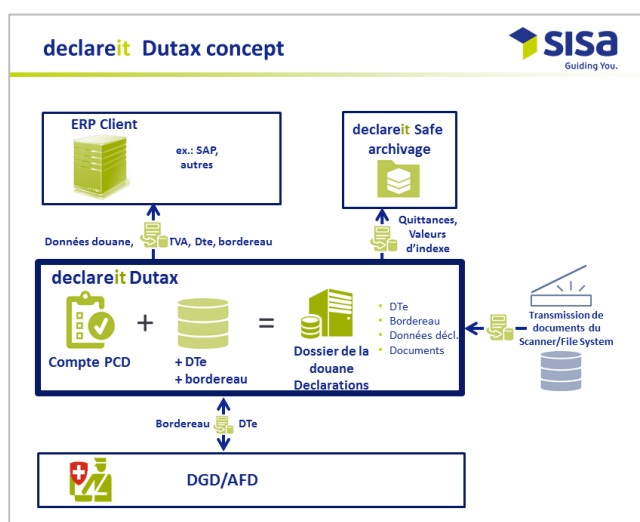 declareit Dutax concept
sisa
Guiding You.
ERP Client
ex.: SAP,
autres
declareit Safe
archivage
Données douane, TVA, Dte, bordereau
Quittances,
Valeurs
d'indexe
declareit Dutax
+
=
Compte PCD
+ DTe
+ bordereau
Dossier de la
douane
Declarations
• DTe
• Bordereau
• Données décl.
• Documents
Transmission de
documents du
Scanner/File System
Bordereau DTe
DGD/AFD